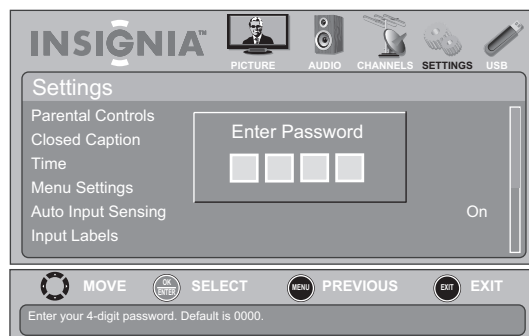 INSIGNIA™
PICTURE AUDIO CHANNELS SETTINGS USB
Settings
Parental Controls
Closed Caption
Time
Menu Settings
Auto Input Sensing On
Input Labels
Enter Password
MOVE OK ENTER SELECT MENU PREVIOUS EXIT EXIT
Enter your 4-digit password. Default is 0000.